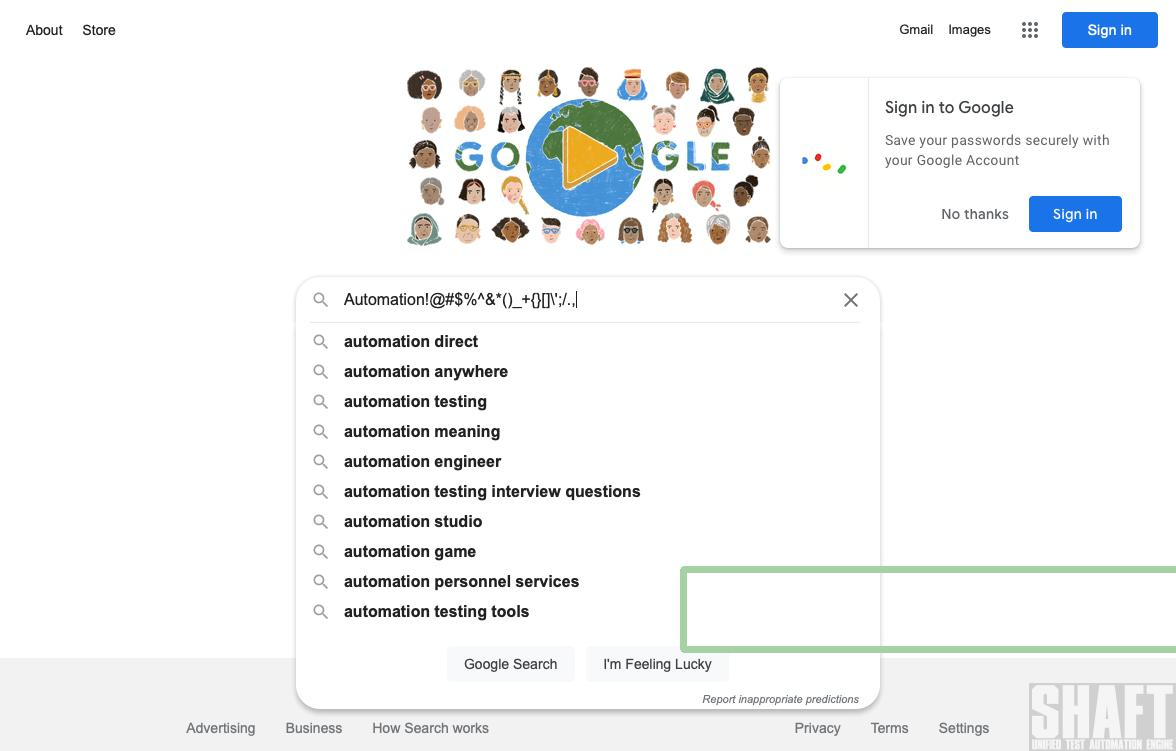 About Store
Gmail Images
Sign in
GO GLE
Sign in to Google
Save your passwords securely with
your Google Account
No thanks
Sign in
Automation!@#$%^&*()_+{}[]\';/.,
automation direct
automation anywhere
automation testing
automation meaning
automation engineer
automation testing interview questions
automation studio
automation game
automation personnel services
automation testing tools
Google Search
I'm Feeling Lucky
Report inappropriate predictions
Advertising Business How Search works
Privacy Terms Settings
SHAFT
UNIFIED TEST AUTOMATION ENGINE